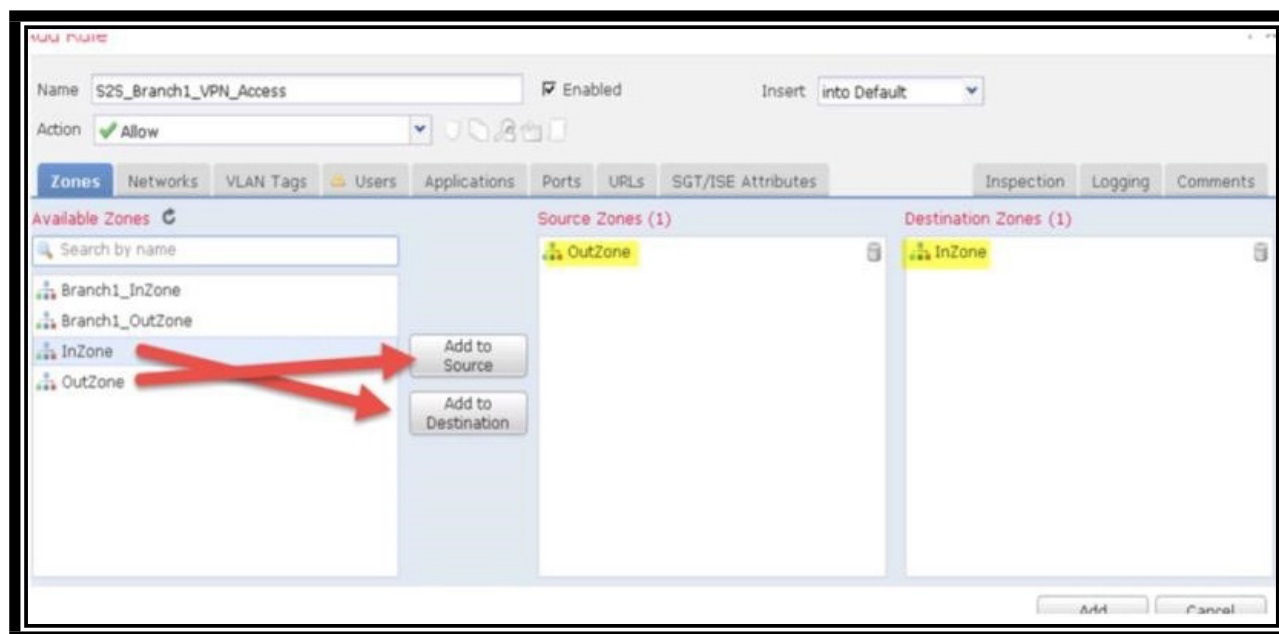 Add Rule
Name S2S_Branch1_VPN_Access Enabled Insert into Default
Action Allow
Zones Networks VLAN Tags Users Applications Ports URLs SGT/ISE Attributes Inspection Logging Comments
Available Zones Source Zones (1) Destination Zones (1)
Search by name OutZone InZone
Branch1_InZone
Branch1_OutZone
InZone
OutZone
Add to
Source
Add to
Destination
Add Cancel